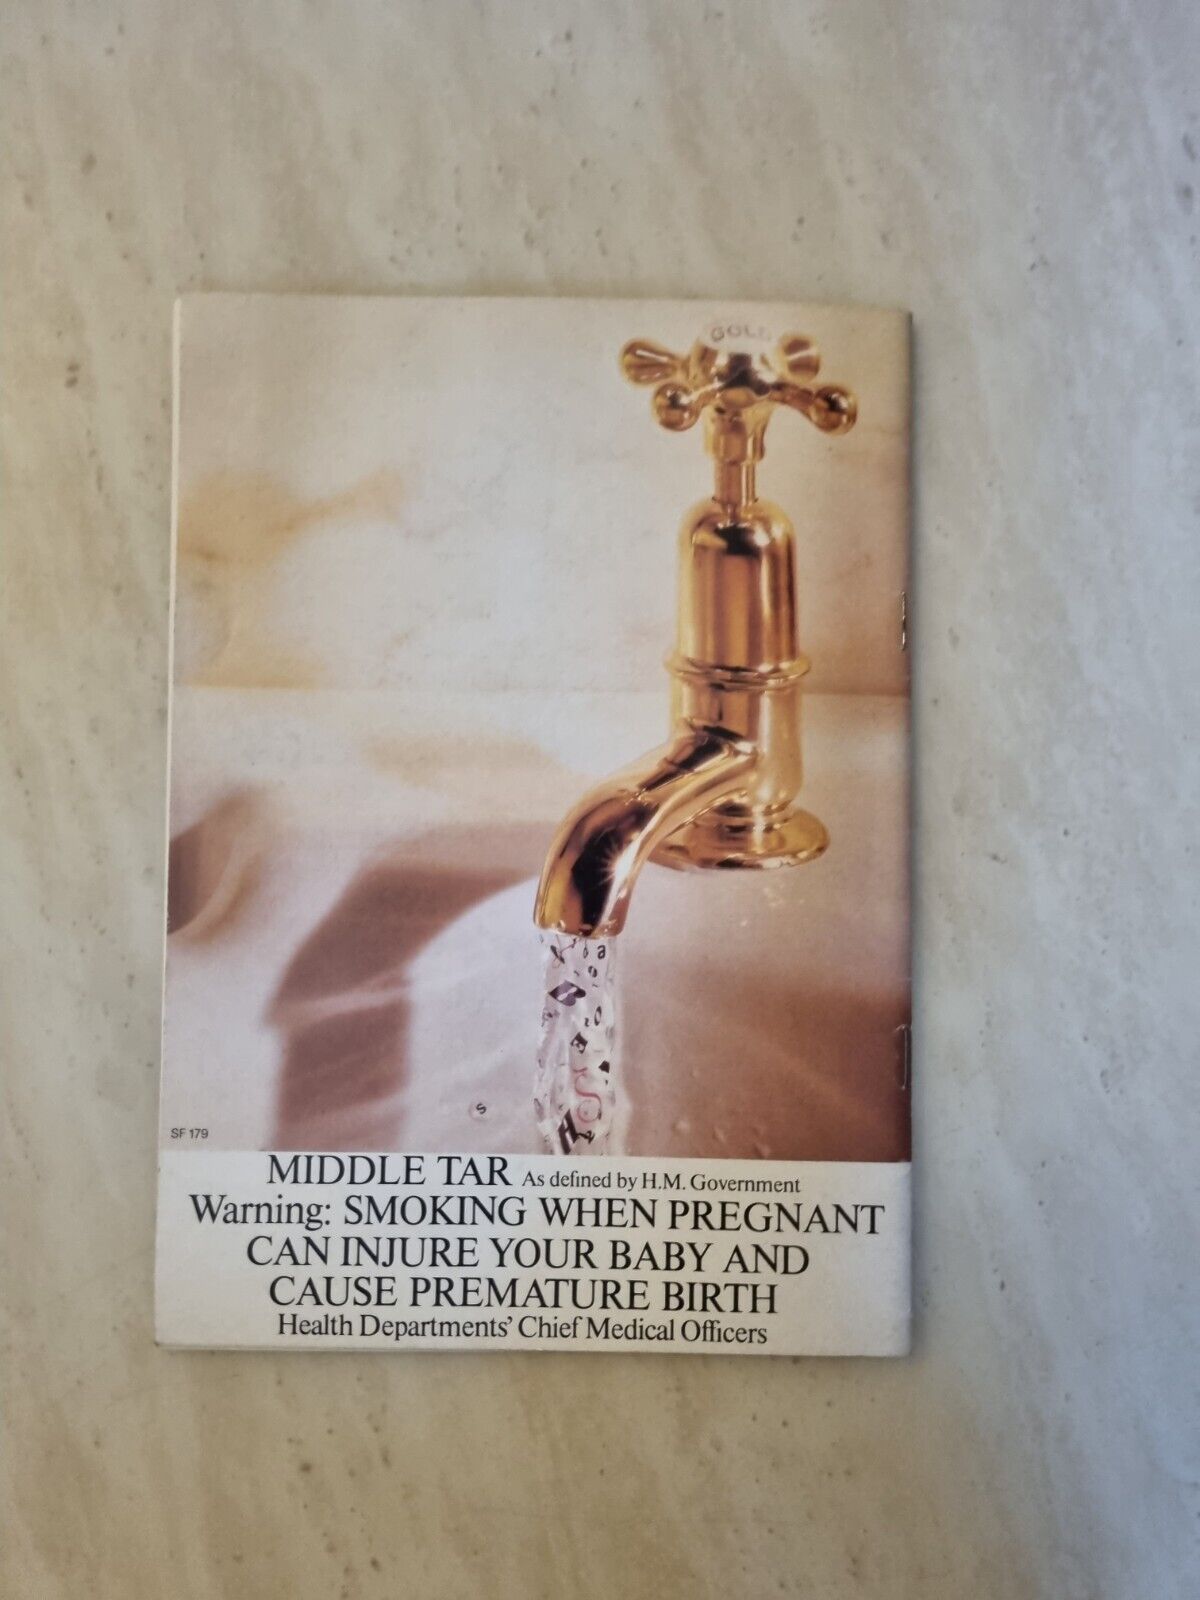 GOLD
a
s
B
E
H
S
SF 179
MIDDLE TAR As defined by H.M. Government
Warning: SMOKING WHEN PREGNANT
CAN INJURE YOUR BABY AND
CAUSE PREMATURE BIRTH
Health Departments' Chief Medical Officers